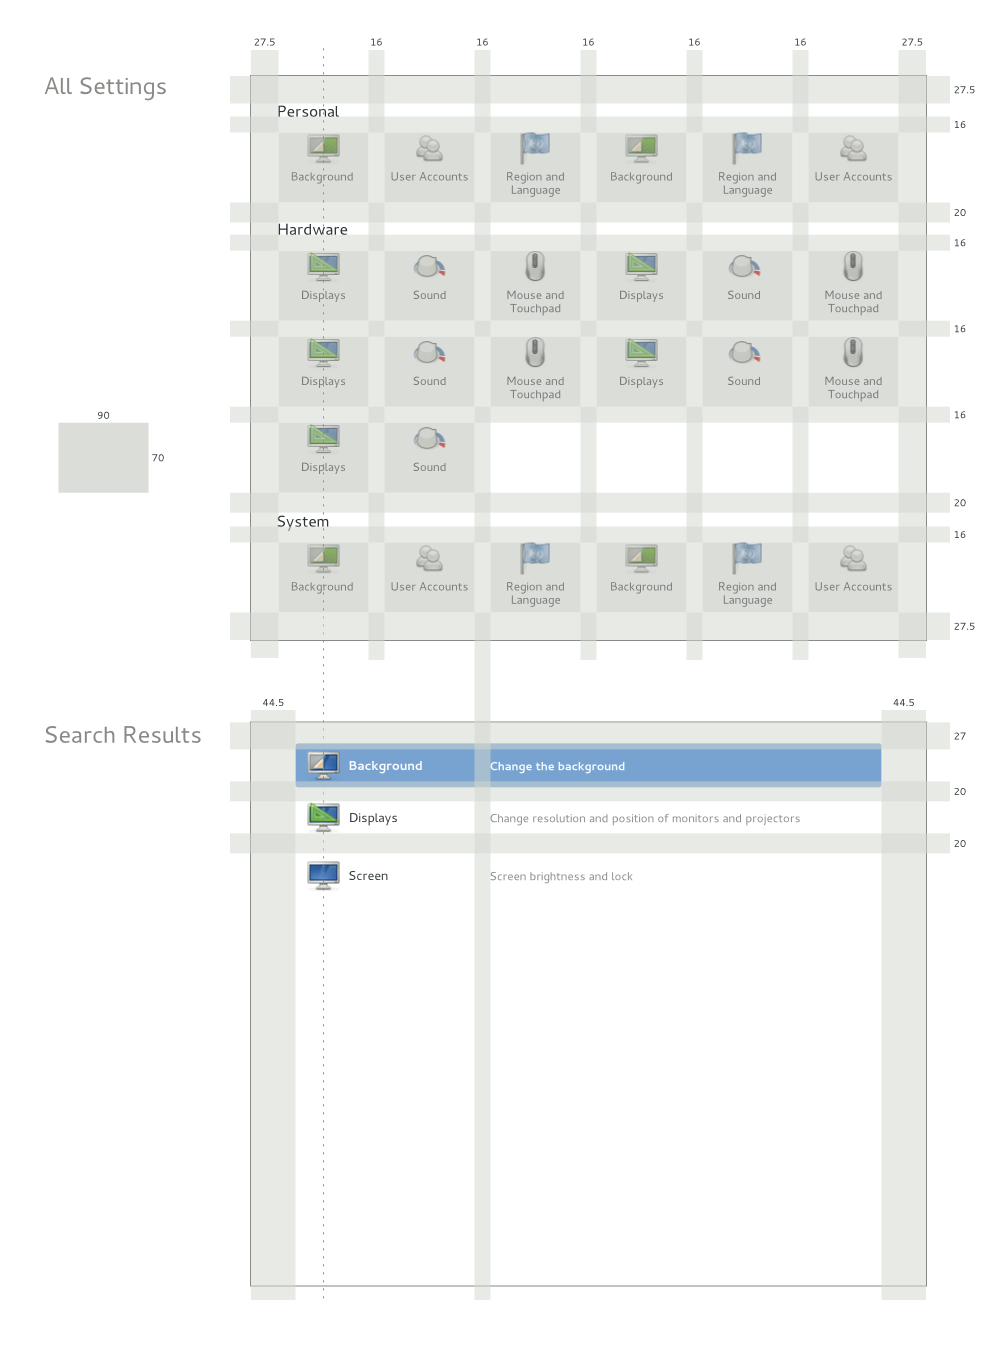 27.5 16 16 16 16 16 27.5
All Settings
27.5
Personal
16
Background User Accounts Region and Language Background Region and Language User Accounts
20
Hardware
16
Displays Sound Mouse and Touchpad Displays Sound Mouse and Touchpad
16
Displays Sound Mouse and Touchpad Displays Sound Mouse and Touchpad
16
90
70
Displays Sound
20
System
16
Background User Accounts Region and Language Background Region and Language User Accounts
27.5
44.5 44.5
Search Results
27
Background Change the background
20
Displays Change resolution and position of monitors and projectors
20
Screen Screen brightness and lock